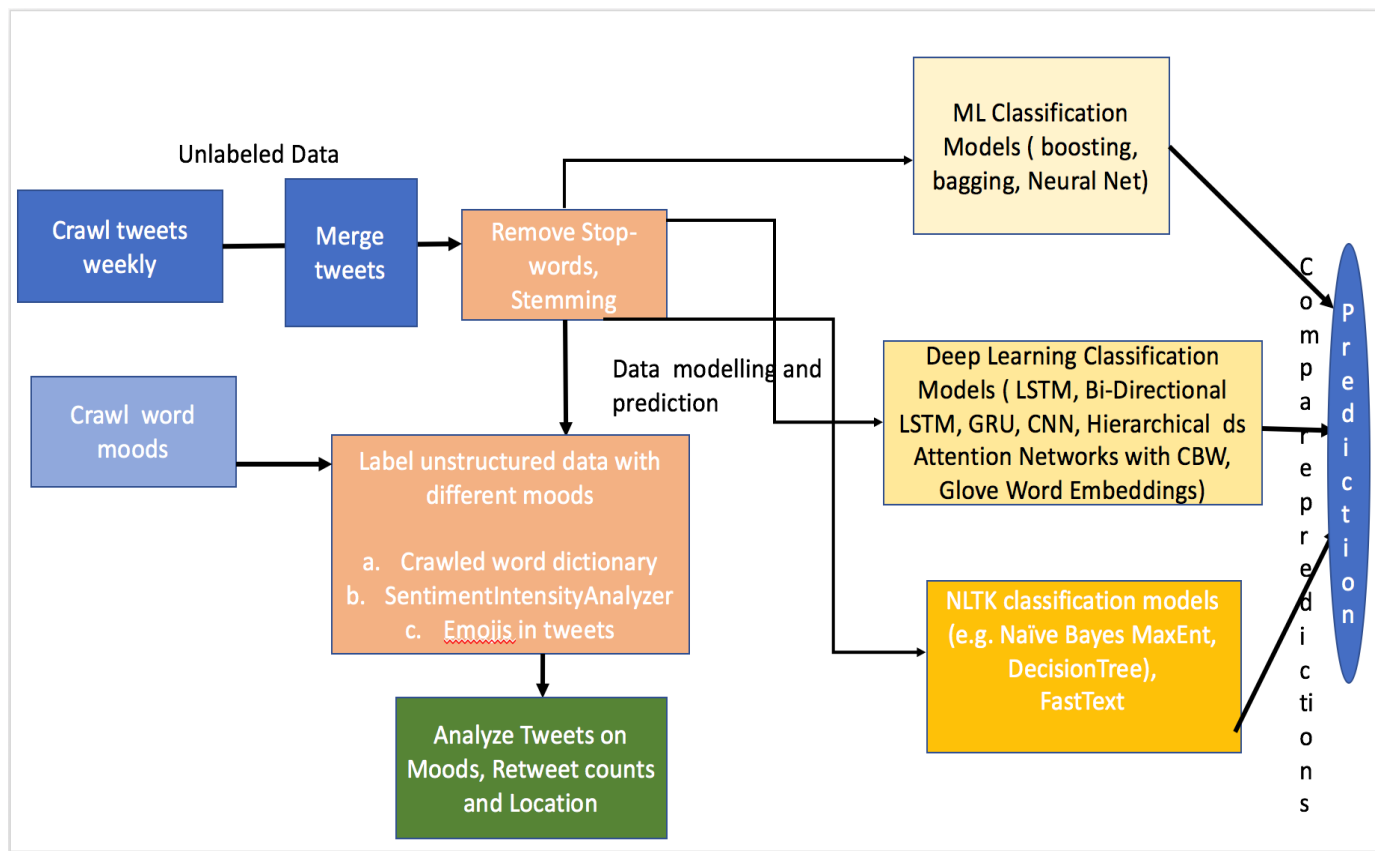 Unlabeled Data
Crawl tweets
weekly
Merge
tweets
Remove Stop-
words,
Stemming
Crawl  word
moods
Data  modelling and
prediction
Label unstructured data with
different moods
a. Crawled word dictionary
b. SentimentIntensityAnalyzer
c. Emojis in tweets
Analyze Tweets on
Moods, Retweet counts
and Location
ML Classification
Models ( boosting,
bagging, Neural Net)
Deep Learning Classification
Models ( LSTM, Bi-Directional
LSTM, GRU, CNN, Hierarchical  ds
Attention Networks with CBW,
Glove Word Embeddings)
NLTK classification models
(e.g. Naïve Bayes MaxEnt,
DecisionTree),
FastText
Comparepredictions
Prediction